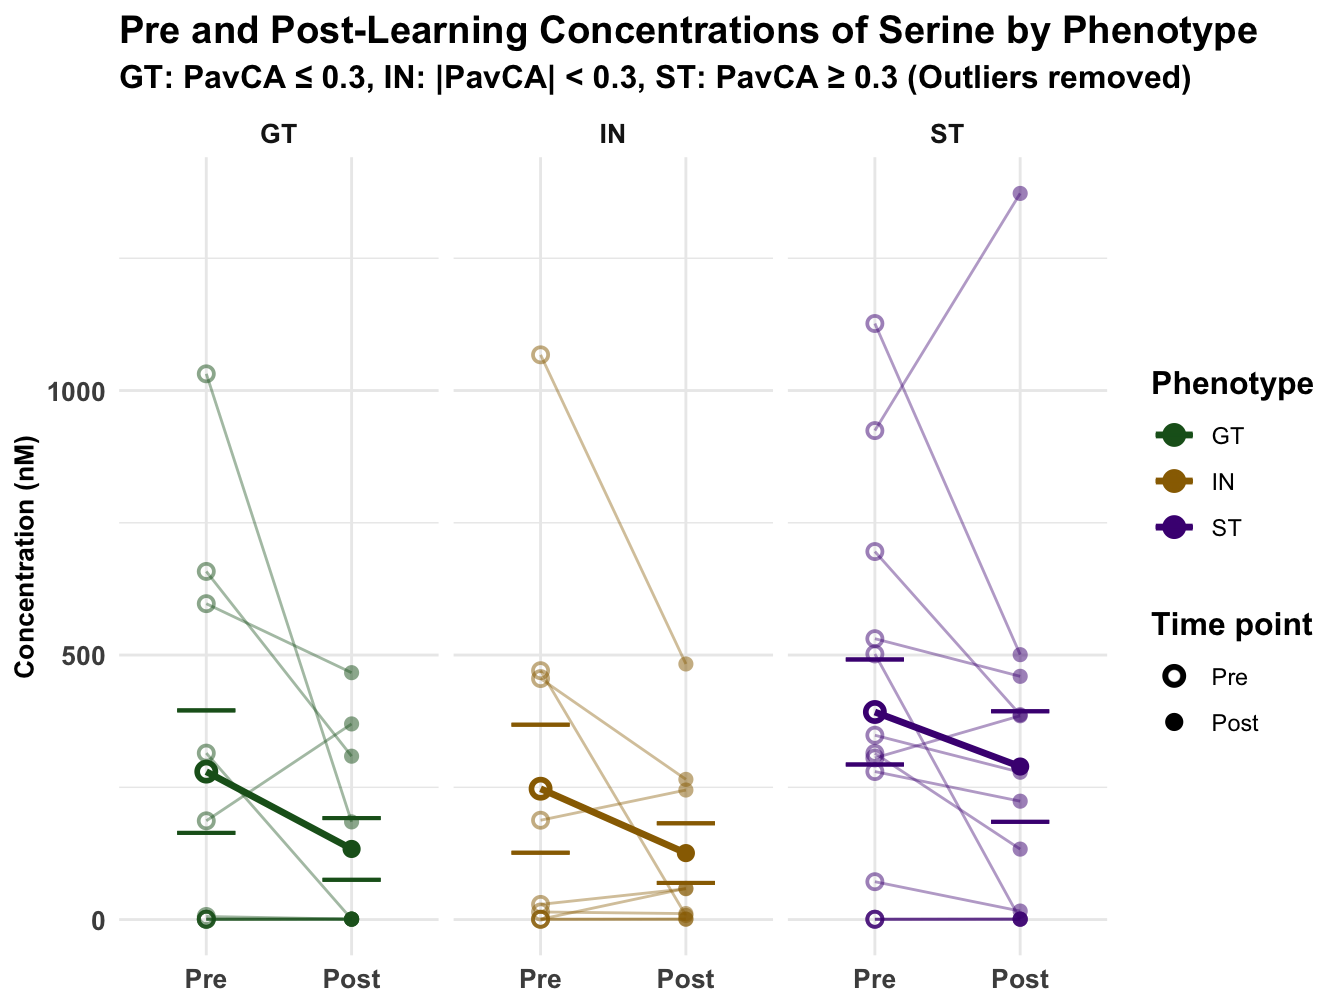 Pre and Post-Learning Concentrations of Serine by Phenotype
GT: PavCA ≤ 0.3, IN: |PavCA| < 0.3, ST: PavCA ≥ 0.3 (Outliers removed)
GT
IN
ST
Concentration (nM)
1000
500
0
Pre
Post
Pre
Post
Pre
Post
Phenotype
GT
IN
ST
Time point
Pre
Post